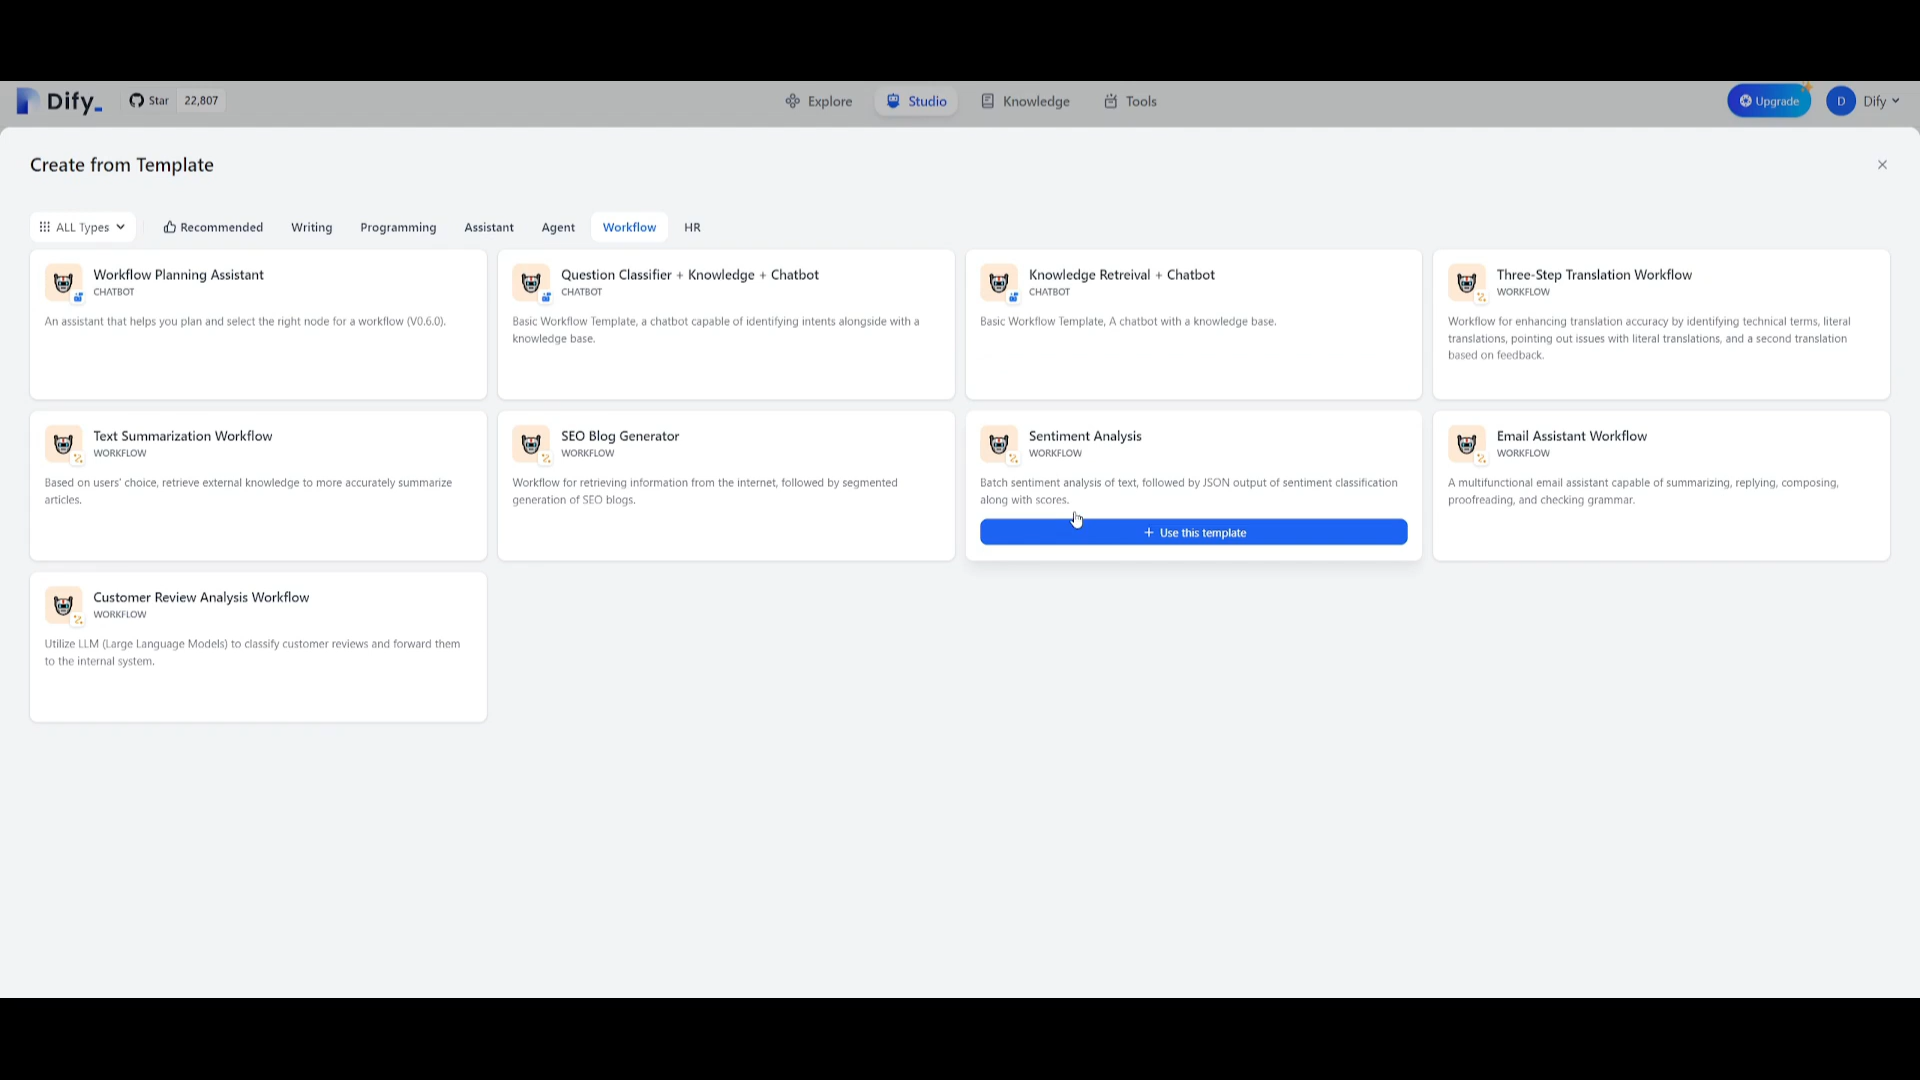 Dify_
Star 22,807
Explore
Studio
Knowledge
Tools
Upgrade
D
Dify
Create from Template
ALL Types
Recommended
Writing
Programming
Assistant
Agent
Workflow
HR
Workflow Planning Assistant
CHATBOT
An assistant that helps you plan and select the right node for a workflow (V0.6.0).
Question Classifier + Knowledge + Chatbot
CHATBOT
Basic Workflow Template, a chatbot capable of identifying intents alongside with a
knowledge base.
Knowledge Retreival + Chatbot
CHATBOT
Basic Workflow Template, A chatbot with a knowledge base.
Three-Step Translation Workflow
WORKFLOW
Workflow for enhancing translation accuracy by identifying technical terms, literal
translations, pointing out issues with literal translations, and a second translation
based on feedback.
Text Summarization Workflow
WORKFLOW
Based on users' choice, retrieve external knowledge to more accurately summarize
articles.
SEO Blog Generator
WORKFLOW
Workflow for retrieving information from the internet, followed by segmented
generation of SEO blogs.
Sentiment Analysis
WORKFLOW
Batch sentiment analysis of text, followed by JSON output of sentiment classification
along with scores.
+ Use this template
Email Assistant Workflow
WORKFLOW
A multifunctional email assistant capable of summarizing, replying, composing,
proofreading, and checking grammar.
Customer Review Analysis Workflow
WORKFLOW
Utilize LLM (Large Language Models) to classify customer reviews and forward them
to the internal system.